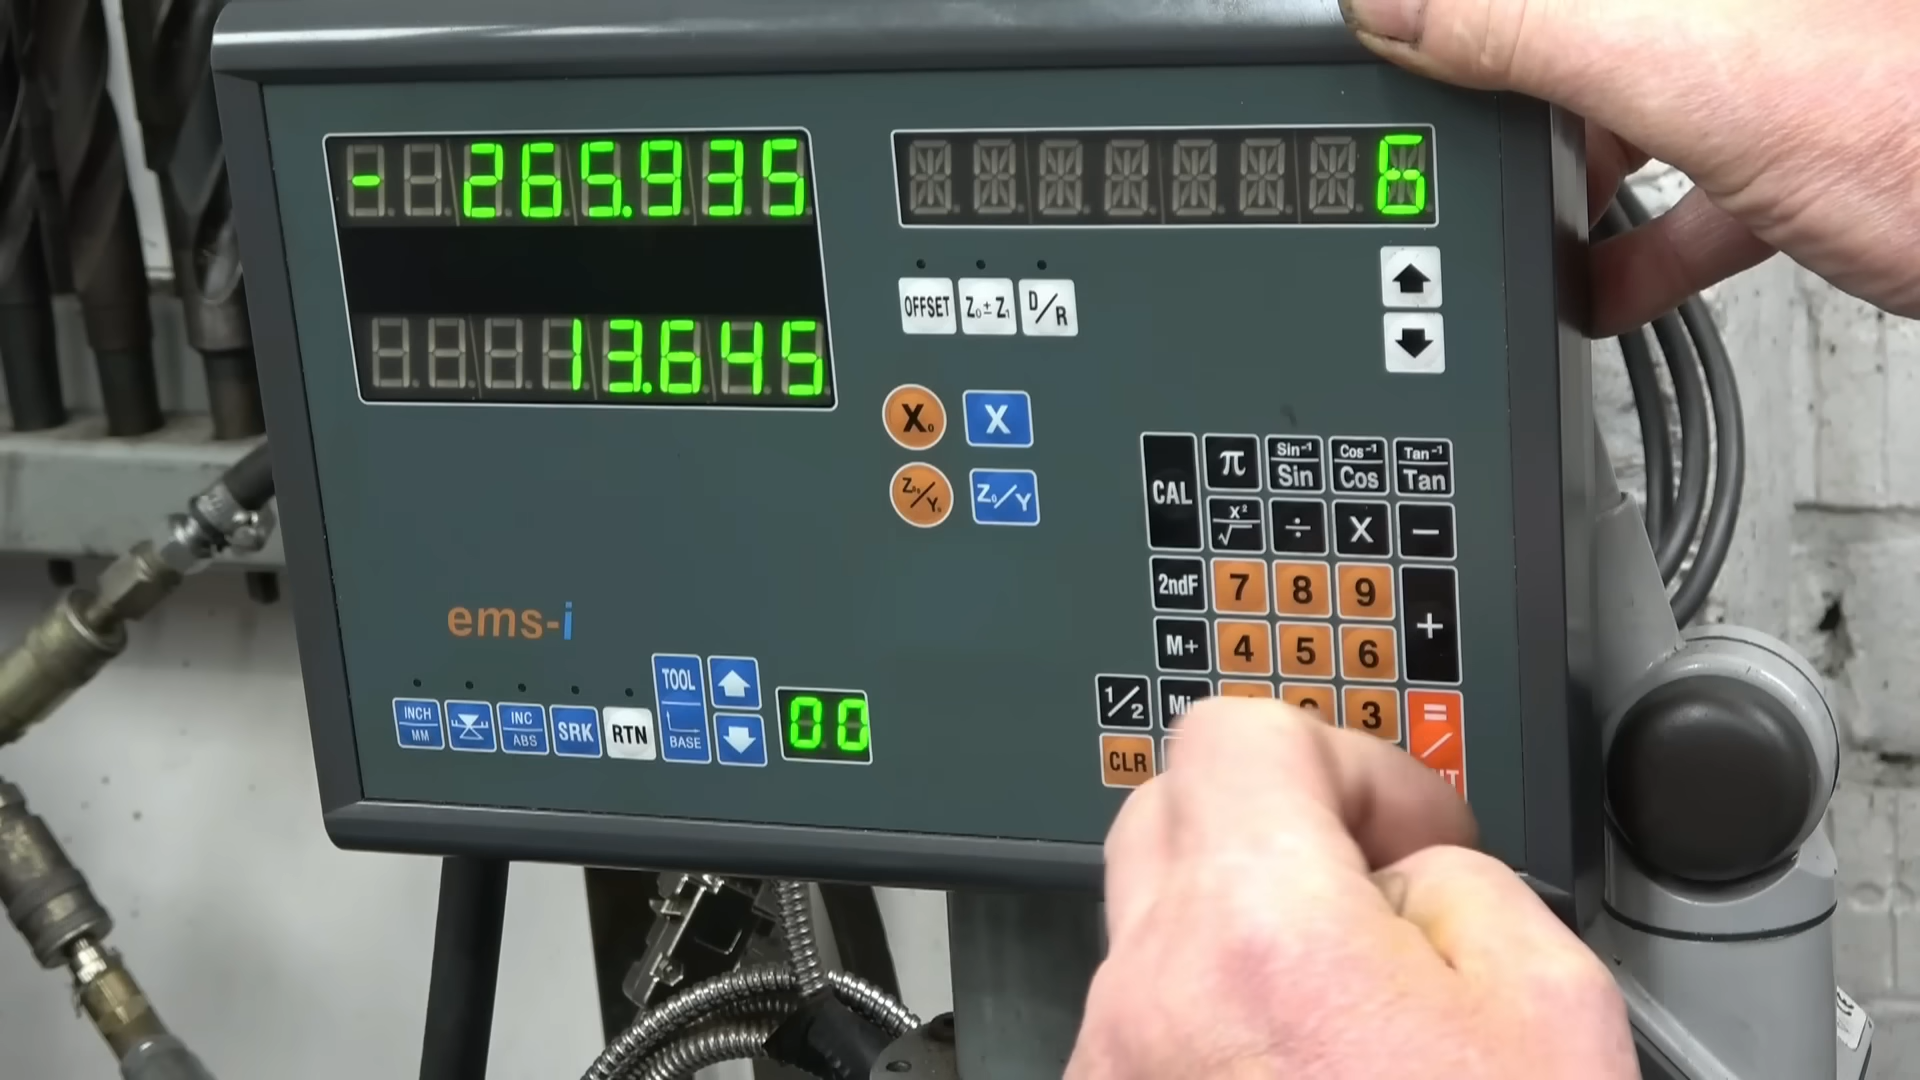 - 265.935
6
13.645
OFFSET Z₀±Z₁ D/R
X₀ X
Z₀₀/Y₀ Z₀/Y
CAL π Sin⁻¹ Sin Cos⁻¹ Cos Tan⁻¹ Tan
x² √ ÷ X −
2ndF 7 8 9
+
M+ 4 5 6
ems-i
1/2 3 =
CLR
INCH MM INC ABS SRK RTN TOOL BASE 00